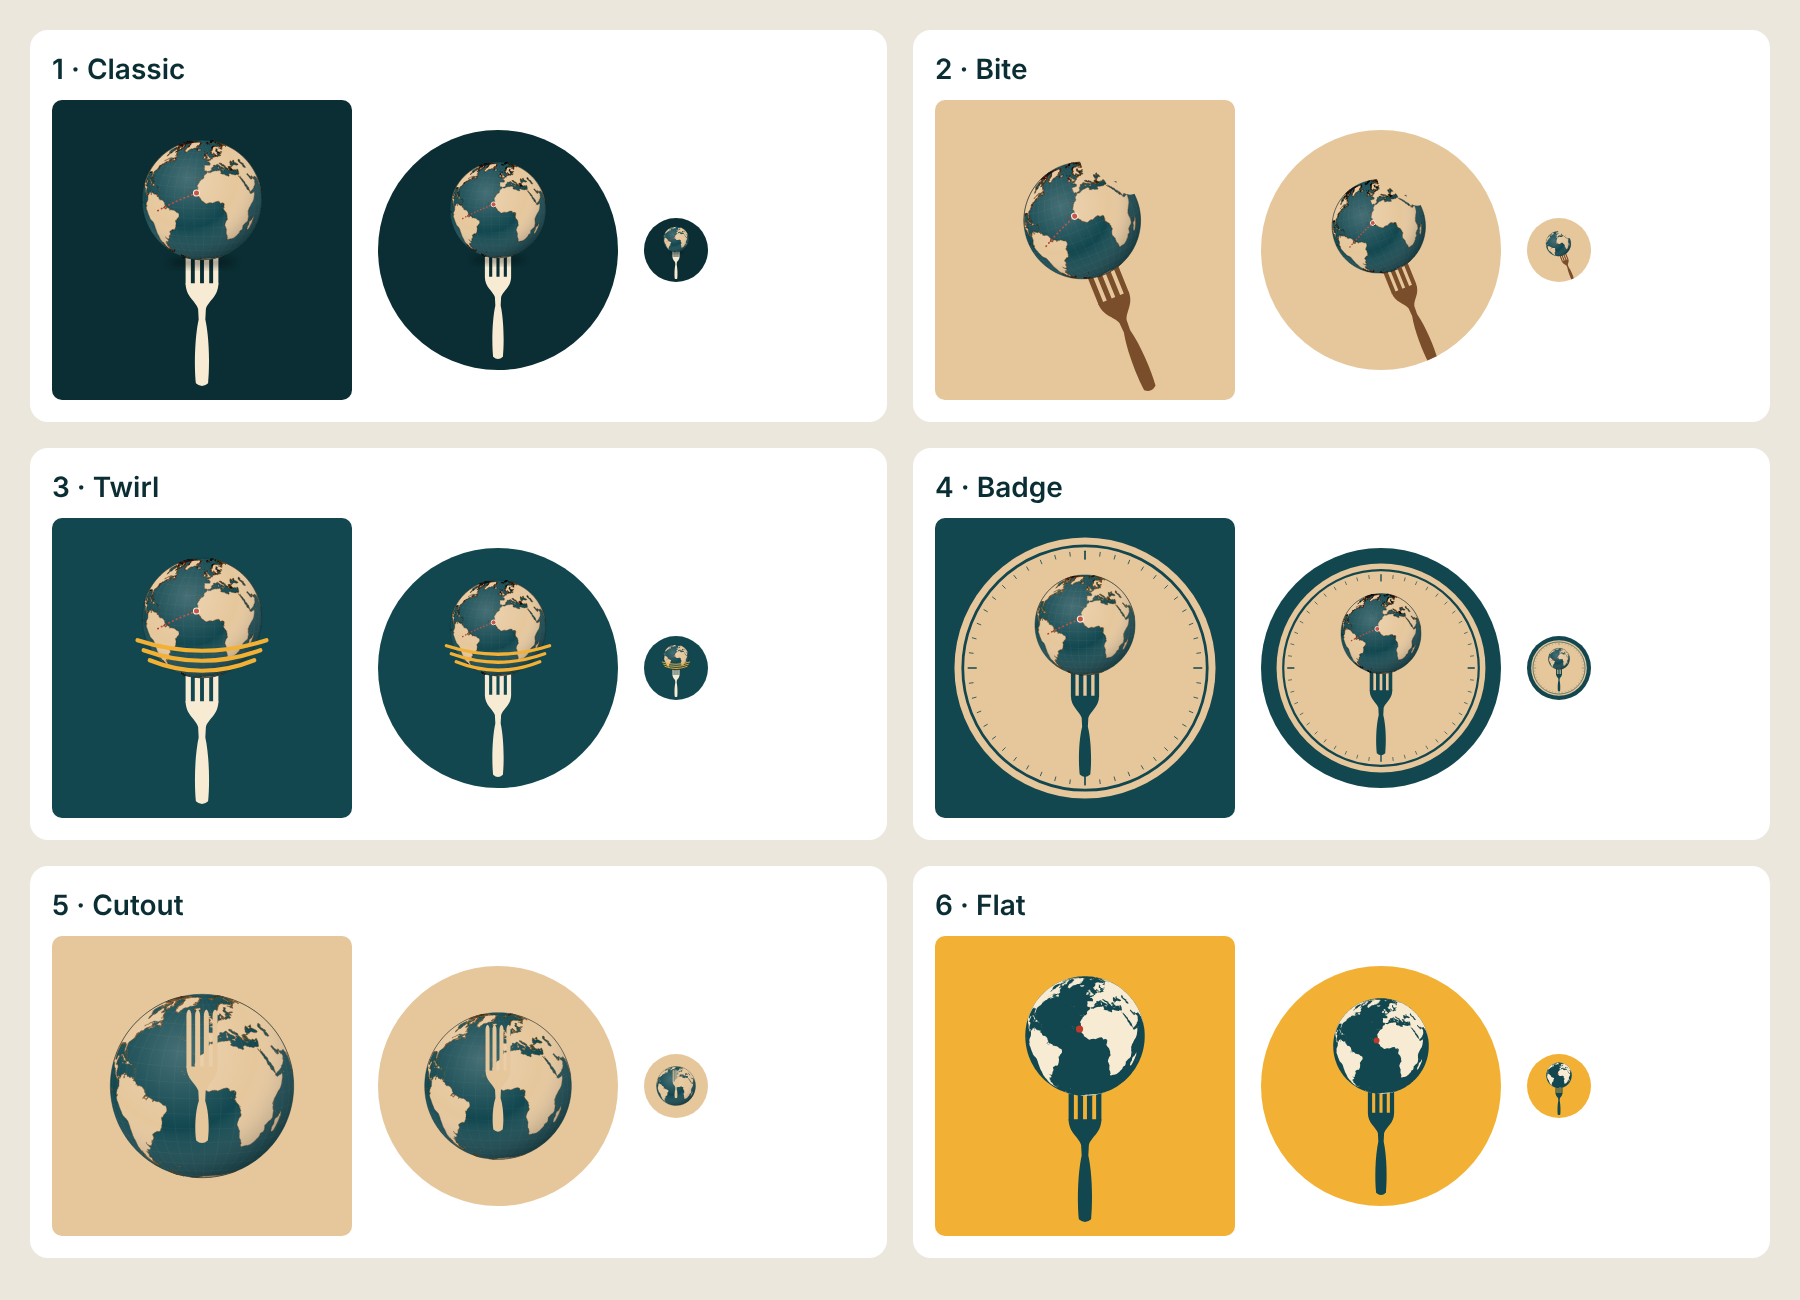 1 · Classic
2 · Bite
3 · Twirl
4 · Badge
5 · Cutout
6 · Flat